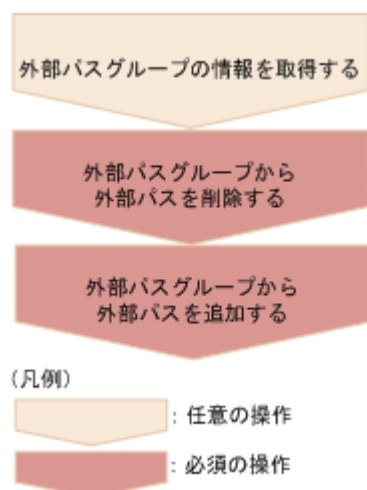 外部パスグループの情報を取得する
外部パスグループから
外部パスを削除する
外部パスグループから
外部パスを追加する
(凡例)
: 任意の操作
: 必須の操作